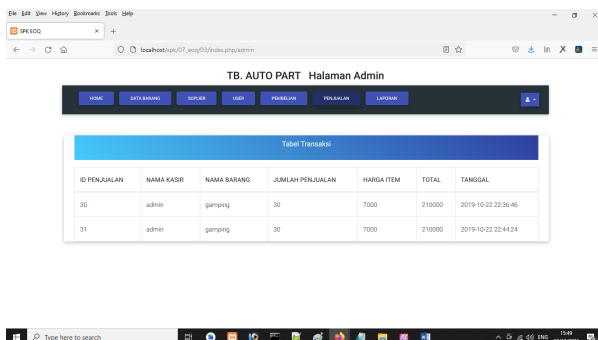 File Edit View History Bookmarks Tools Help
SPK EOQ
localhost/spk/07_eoq/03/index.php/admin
TB. AUTO PART Halaman Admin
HOME DATA BARANG SUPLIER USER PEMBELIAN PENJUALAN LAPORAN
Tabel Transaksi
ID PENJUALAN NAMA KASIR NAMA BARANG JUMLAH PENJUALAN HARGA ITEM TOTAL TANGGAL
30 admin gamping 30 7000 210000 2019-10-22 22:36:46
31 admin gamping 30 7000 210000 2019-10-22 22:44:24
Type here to search
ENG
15:49